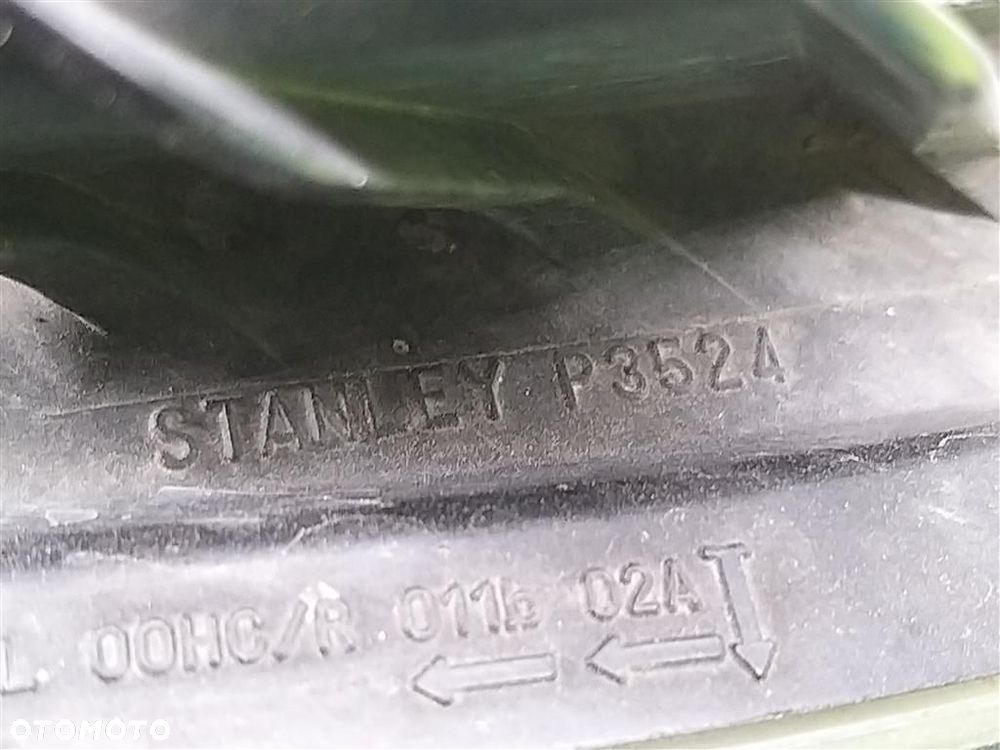 STANLEY P3524
L 00HC/R 011b 02A
OTOMOTO